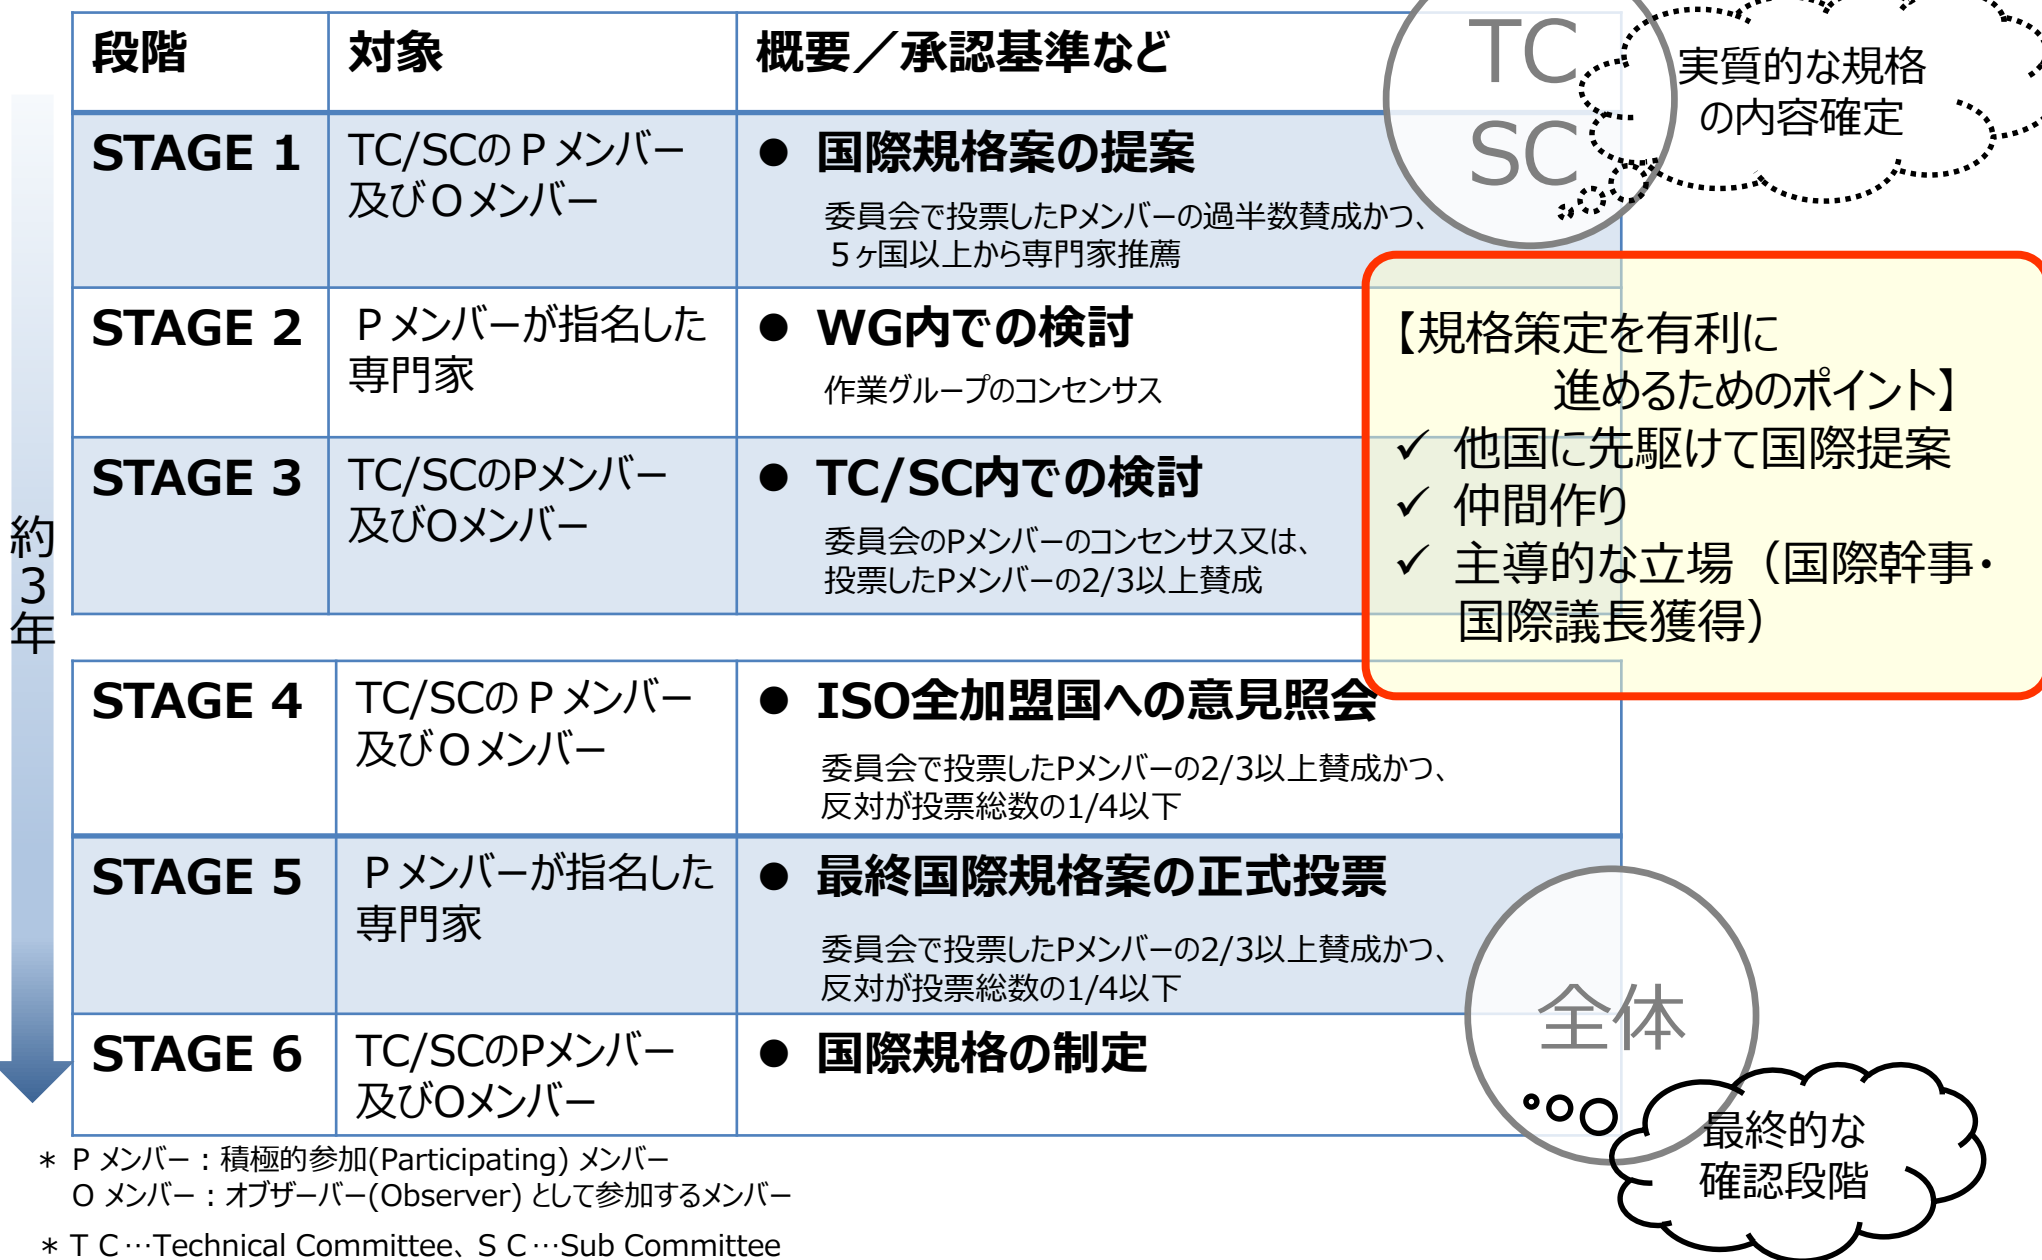 段階 対象 概要／承認基準など
STAGE 1
TC/SCのＰメンバー
及びＯメンバー
● 国際規格案の提案
委員会で投票したPメンバーの過半数賛成かつ、
５ヶ国以上から専門家推薦
STAGE 2
Ｐメンバーが指名した
専門家
● WG内での検討
作業グループのコンセンサス
STAGE 3
TC/SCのPメンバー
及びOメンバー
● TC/SC内での検討
委員会のPメンバーのコンセンサス又は、
投票したPメンバーの2/3以上賛成
STAGE 4
TC/SCのＰメンバー
及びＯメンバー
● ISO全加盟国への意見照会
委員会で投票したPメンバーの2/3以上賛成かつ、
反対が投票総数の1/4以下
STAGE 5
Ｐメンバーが指名した
専門家
● 最終国際規格案の正式投票
委員会で投票したPメンバーの2/3以上賛成かつ、
反対が投票総数の1/4以下
STAGE 6
TC/SCのPメンバー
及びOメンバー
● 国際規格の制定
約3年
TC
SC
実質的な規格
の内容確定
【規格策定を有利に
進めるためのポイント】
✓ 他国に先駆けて国際提案
✓ 仲間作り
✓ 主導的な立場（国際幹事・
国際議長獲得）
全体
最終的な
確認段階
＊ P メンバー：積極的参加(Participating) メンバー
O メンバー：オブザーバー(Observer) として参加するメンバー
＊ T C…Technical Committee、S C…Sub Committee